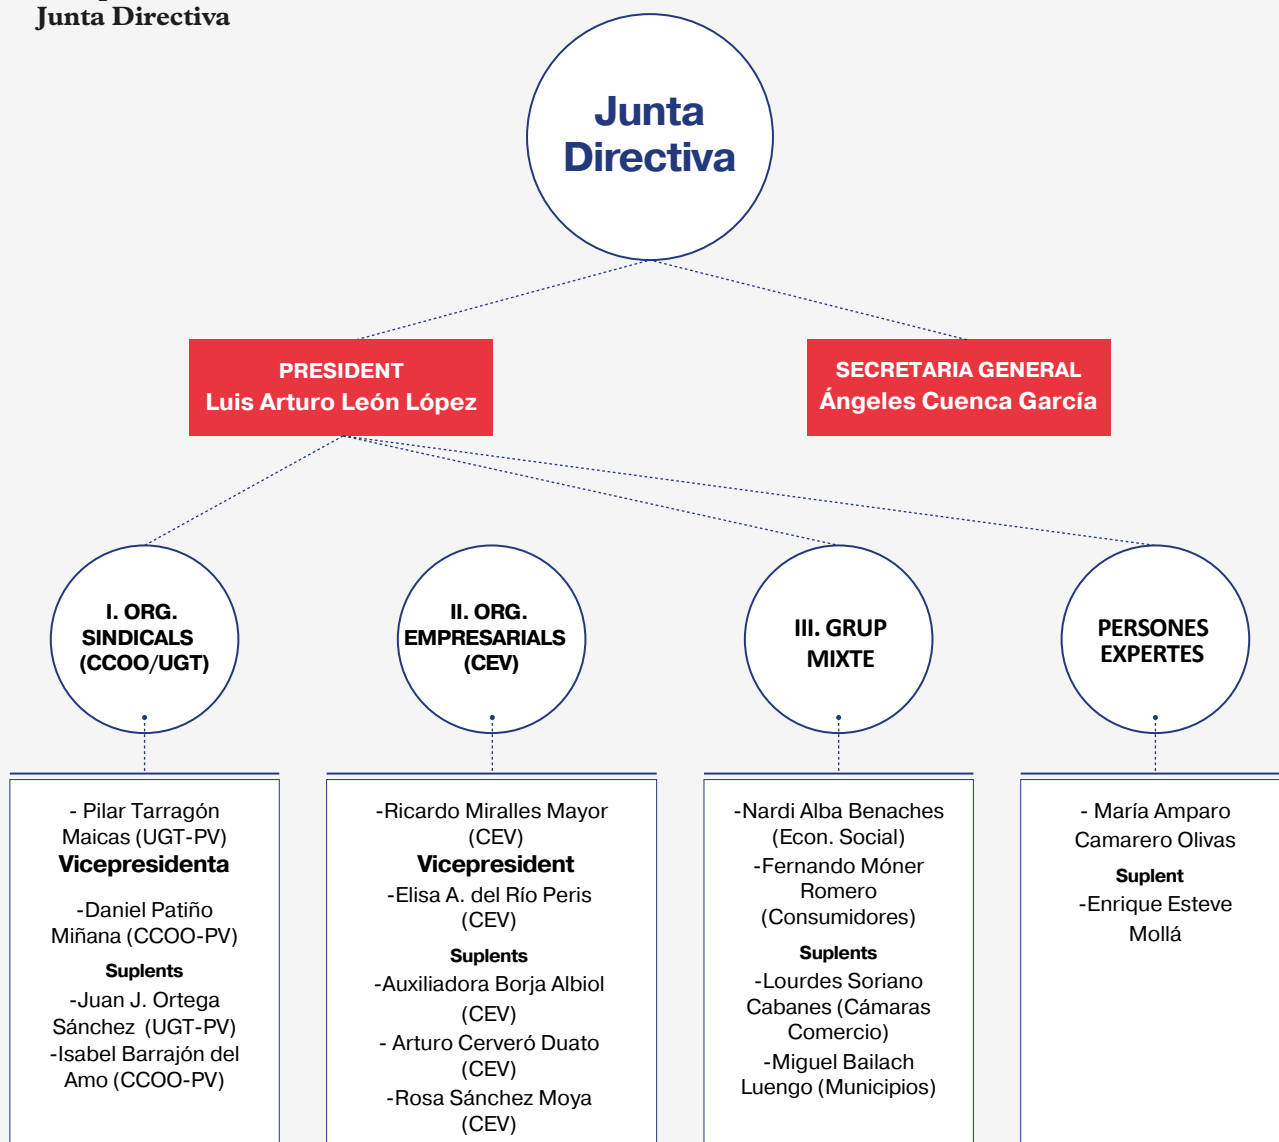 Junta Directiva
Junta
Directiva
PRESIDENT
Luis Arturo León López
SECRETARIA GENERAL
Ángeles Cuenca García
I. ORG.
SINDICALS
(CCOO/UGT)
II. ORG.
EMPRESARIALS
(CEV)
III. GRUP
MIXTE
PERSONES
EXPERTES
- Pilar Tarragón
Maicas (UGT-PV)
Vicepresidenta
-Daniel Patiño
Miñana (CCOO-PV)
Suplents
-Juan J. Ortega
Sánchez (UGT-PV)
-Isabel Barrajón del
Amo (CCOO-PV)
-Ricardo Miralles Mayor
(CEV)
Vicepresident
-Elisa A. del Río Peris
(CEV)
Suplents
-Auxiliadora Borja Albiol
(CEV)
- Arturo Cerveró Duato
(CEV)
-Rosa Sánchez Moya
(CEV)
-Nardi Alba Benaches
(Econ. Social)
-Fernando Móner
Romero
(Consumidores)
Suplents
-Lourdes Soriano
Cabanes (Cámaras
Comercio)
-Miguel Bailach
Luengo (Municipios)
- María Amparo
Camarero Olivas
Suplent
-Enrique Esteve
Mollá